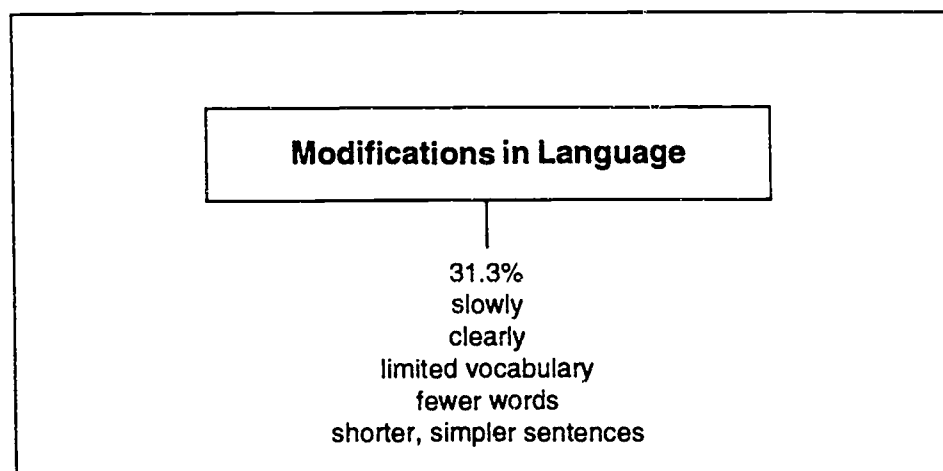 Modifications in Language
31.3%
slowly
clearly
limited vocabulary
fewer words
shorter, simpler sentences